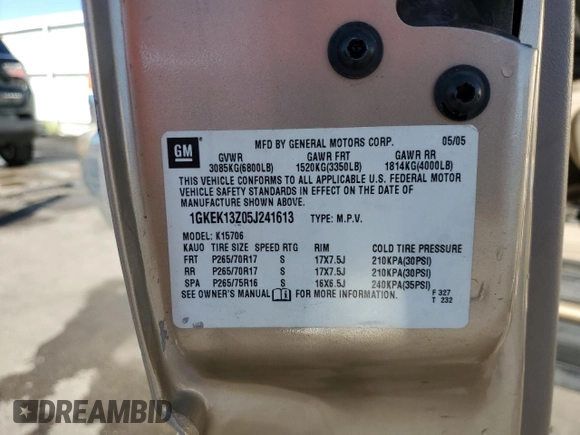 GM
MFD BY GENERAL MOTORS CORP. 05/05
GVWR GAWR FRT GAWR RR
3085KG(6800LB) 1520KG(3350LB) 1814KG(4000LB)
THIS VEHICLE CONFORMS TO ALL APPLICABLE U.S. FEDERAL MOTOR
VEHICLE SAFETY STANDARDS IN EFFECT ON THE DATE OF
MANUFACTURE SHOWN ABOVE.
1GKEK13Z05J241613 TYPE: M.P.V.
MODEL: K15706
KAUO TIRE SIZE SPEED RTG RIM COLD TIRE PRESSURE
FRT P265/70R17 S 17X7.5J 210KPA(30PSI)
RR P265/70R17 S 17X7.5J 210KPA(30PSI)
SPA P265/75R16 S 16X6.5J 240KPA(35PSI)
SEE OWNER'S MANUAL FOR MORE INFORMATION. F 327
T 232
DREAMBID